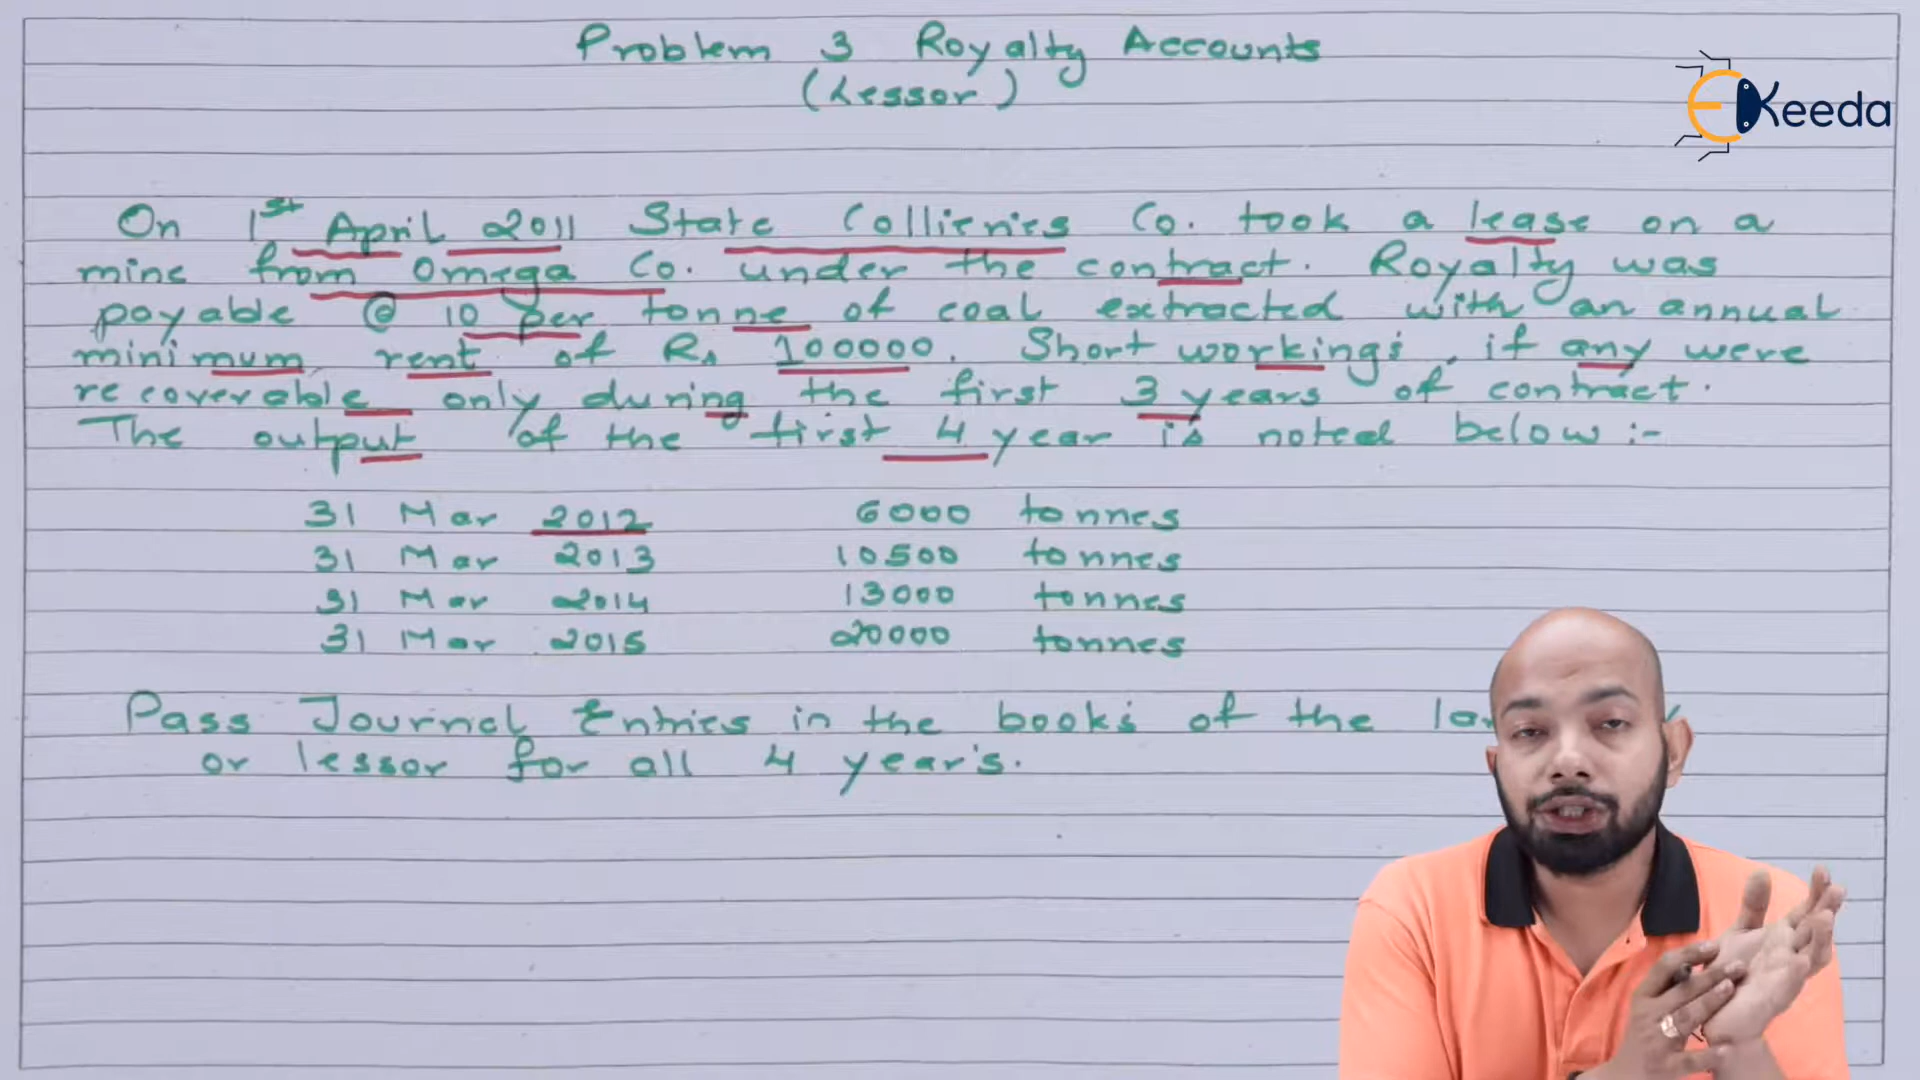 Problem 3 Royalty Accounts
(Lessor)
EKeeda
On 1st April 2011 State Collieries Co. took a lease on a
mine from Omega Co. under the contract. Royalty was
payable @ 10 per tonne of coal extracted with an annual
minimum rent of Rs 100000. Short workings, if any were
recoverable only during the first 3 years of contract.
The output of the first 4 year is noted below :-
31 Mar 2012 6000 tonnes
31 Mar 2013 10500 tonnes
31 Mar 2014 13000 tonnes
31 Mar 2015 20000 tonnes
Pass Journal Entries in the books of the
or lessor for all 4 year's.